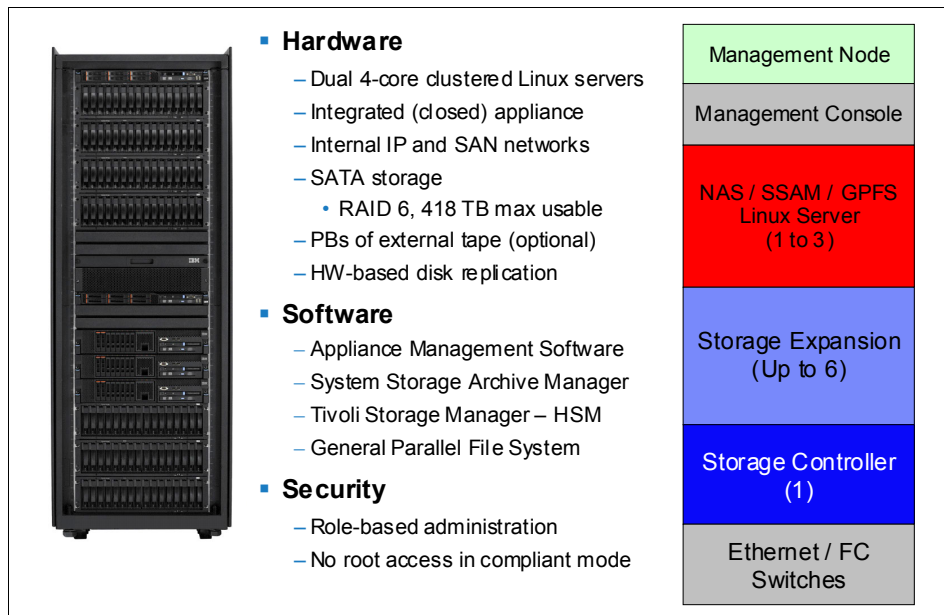 Hardware
– Dual 4-core clustered Linux servers
– Integrated (closed) appliance
– Internal IP and SAN networks
– SATA storage
• RAID 6, 418 TB max usable
– PBs of external tape (optional)
– HW-based disk replication
Software
– Appliance Management Software
– System Storage Archive Manager
– Tivoli Storage Manager – HSM
– General Parallel File System
Security
– Role-based administration
– No root access in compliant mode
Management Node
Management Console
NAS / SSAM / GPFS
Linux Server
(1 to 3)
Storage Expansion
(Up to 6)
Storage Controller
(1)
Ethernet / FC
Switches
IBM